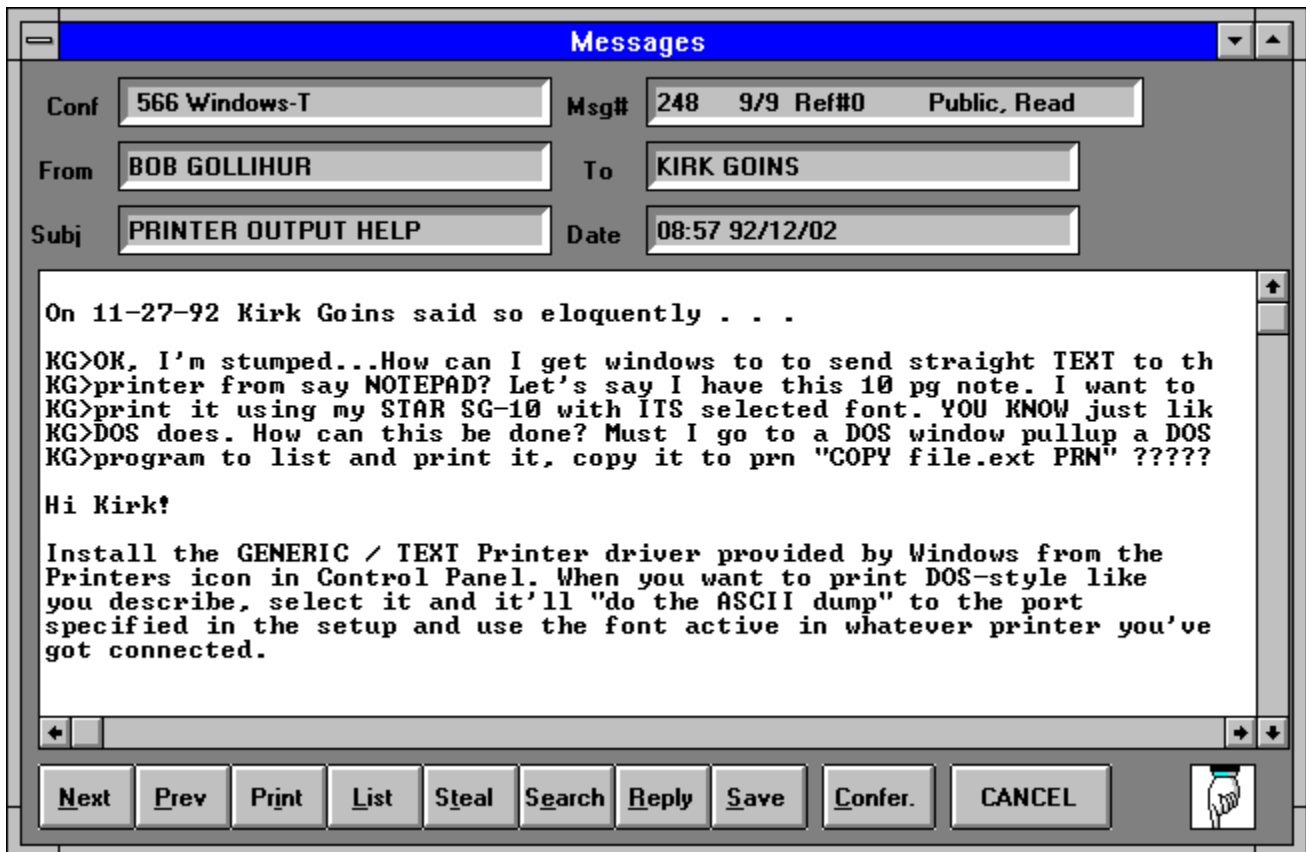 Messages
Conf 566 Windows-T Msg# 248 9/9 Ref#0 Public, Read
From BOB GOLLIHUR To KIRK GOINS
Subj PRINTER OUTPUT HELP Date 08:57 92/12/02
On 11-27-92 Kirk Goins said so eloquently . . .
KG>OK, I'm stumped...How can I get windows to to send straight TEXT to th
KG>printer from say NOTEPAD? Let's say I have this 10 pg note. I want to
KG>print it using my STAR SG-10 with ITS selected font. YOU KNOW just lik
KG>DOS does. How can this be done? Must I go to a DOS window pullup a DOS
KG>program to list and print it, copy it to prn "COPY file.ext PRN" ?????
Hi Kirk!
Install the GENERIC / TEXT Printer driver provided by Windows from the
Printers icon in Control Panel. When you want to print DOS-style like
you describe, select it and it'll "do the ASCII dump" to the port
specified in the setup and use the font active in whatever printer you've
got connected.
Next Prev Print List Steal Search Reply Save Confer. CANCEL